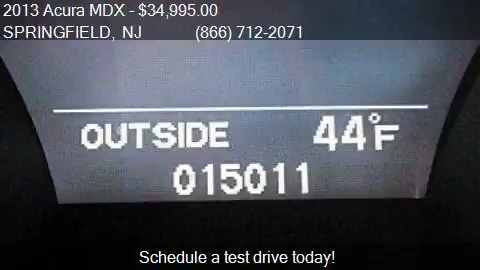 2013 Acura MDX - $34,995.00
SPRINGFIELD, NJ (866) 712-2071
OUTSIDE 44°F
015011
Schedule a test drive today!